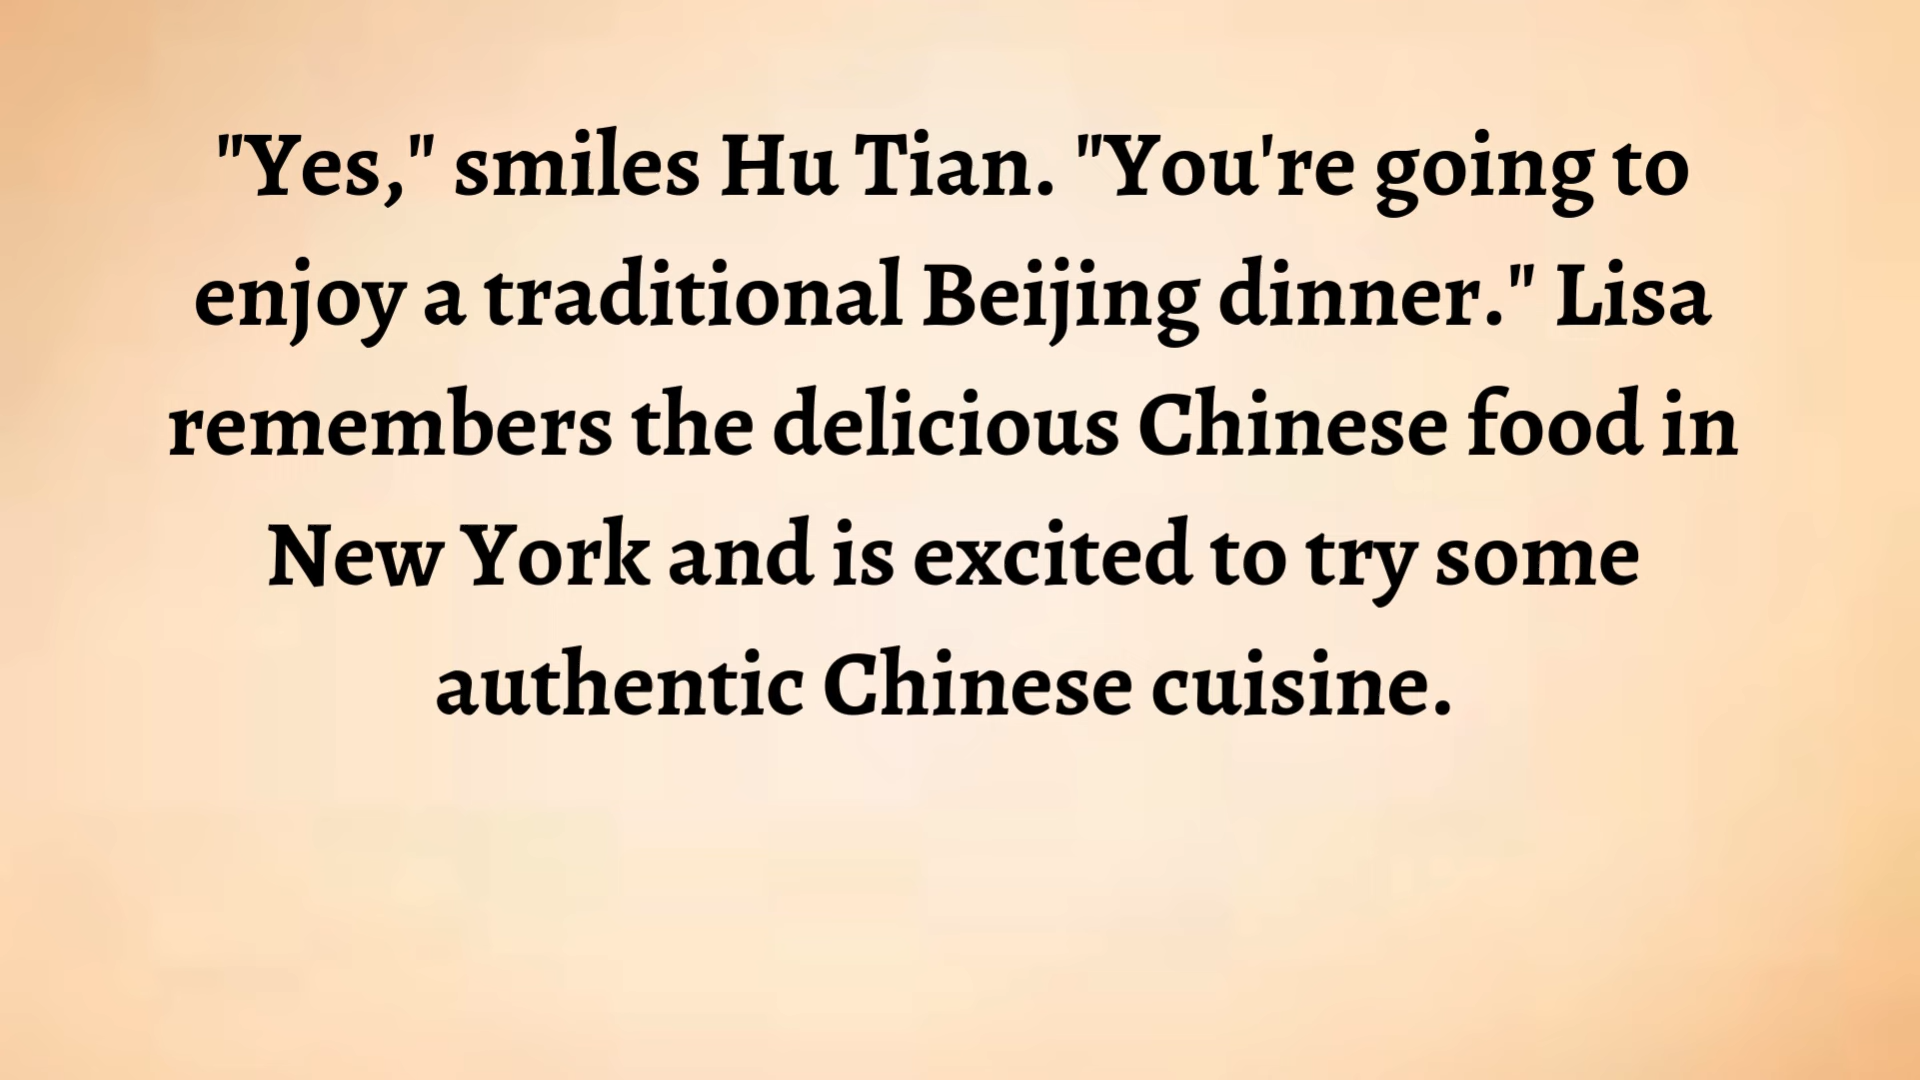 "Yes," smiles Hu Tian. "You're going to
enjoy a traditional Beijing dinner." Lisa
remembers the delicious Chinese food in
New York and is excited to try some
authentic Chinese cuisine.